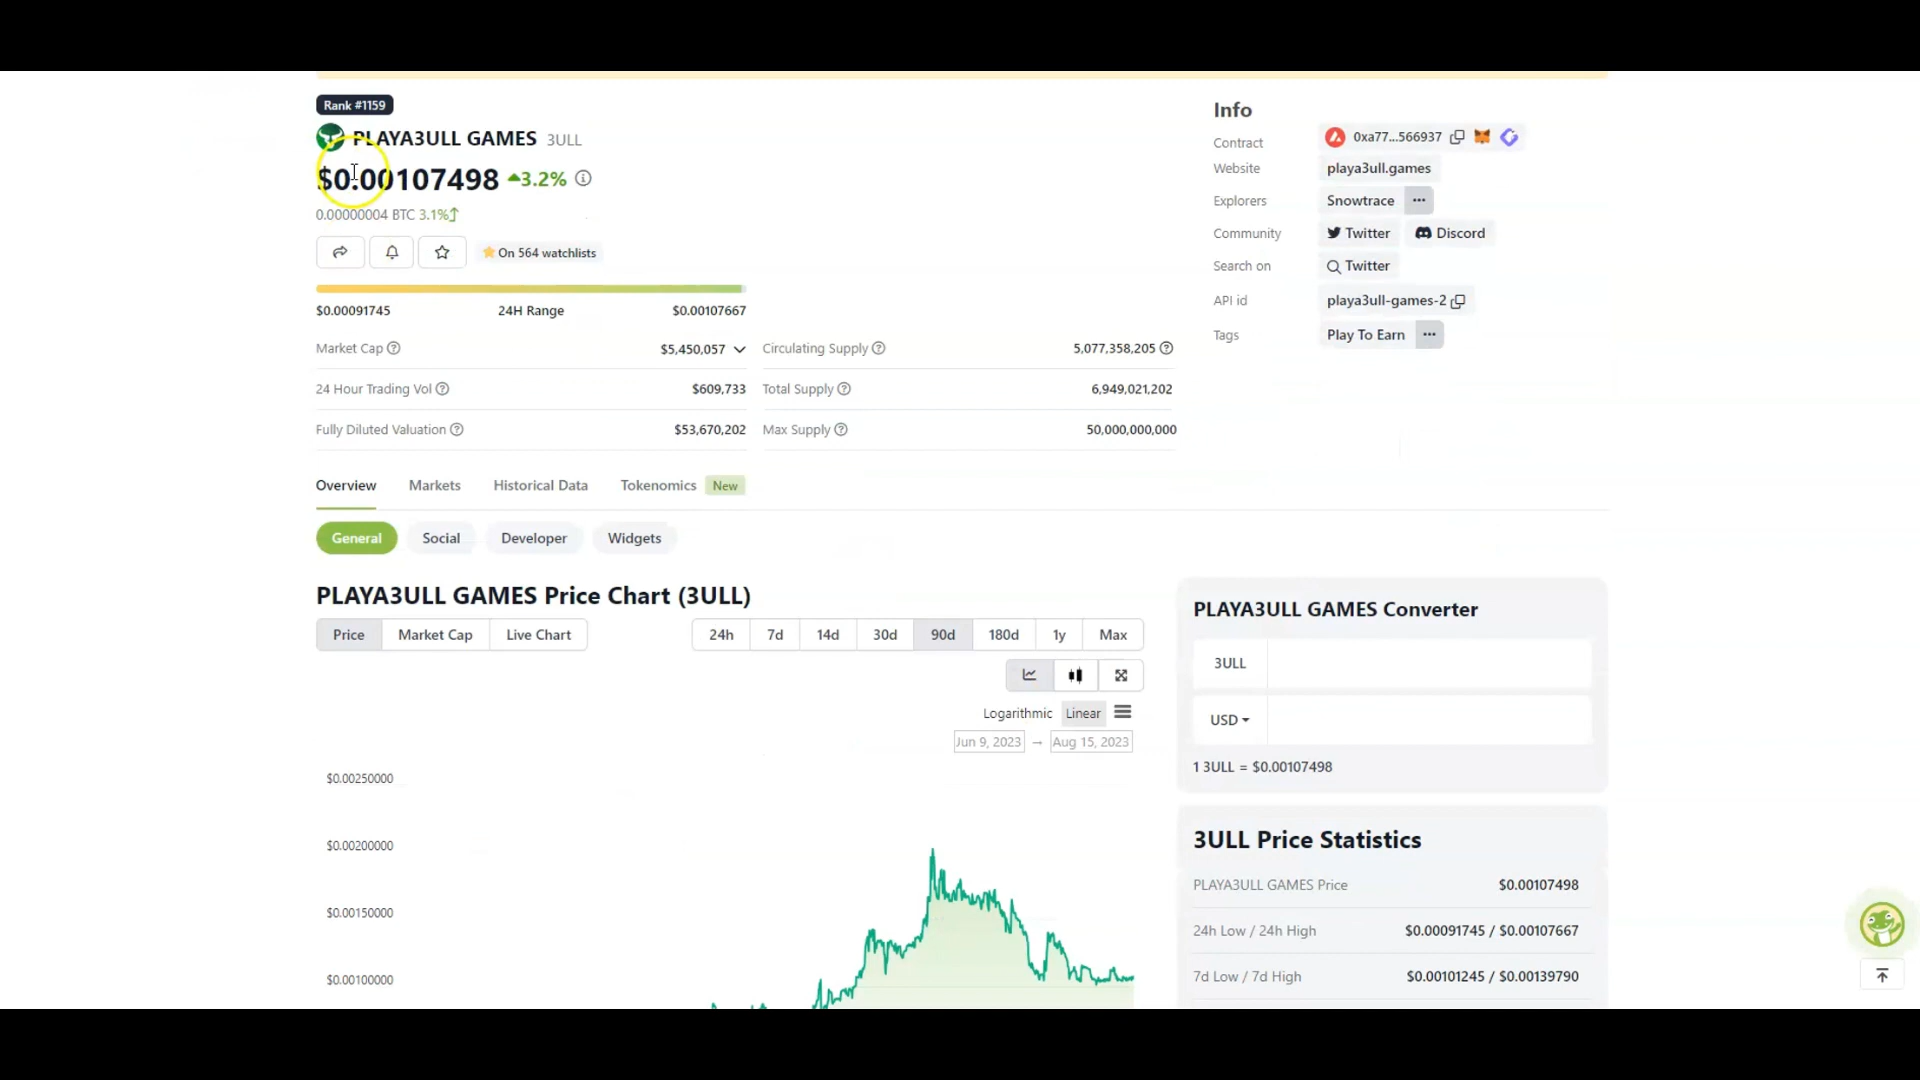 Rank #1159
PLAYA3ULL GAMES 3ULL
$0.00107498 3.2%
0.00000004 BTC 3.1%
On 564 watchlists
$0.00091745 24H Range $0.00107667
Market Cap $5,450,057
24 Hour Trading Vol $609,733
Fully Diluted Valuation $53,670,202
Circulating Supply 5,077,358,205
Total Supply 6,949,021,202
Max Supply 50,000,000,000
Info
Contract 0xa77...566937
Website playa3ull.games
Explorers Snowtrace
Community Twitter Discord
Search on Twitter
API id playa3ull-games-2
Tags Play To Earn
Overview Markets Historical Data Tokenomics New
General Social Developer Widgets
PLAYA3ULL GAMES Price Chart (3ULL)
Price Market Cap Live Chart
24h 7d 14d 30d 90d 180d 1y Max
Logarithmic Linear
Jun 9, 2023 → Aug 15, 2023
$0.00250000
$0.00200000
$0.00150000
$0.00100000
PLAYA3ULL GAMES Converter
3ULL
USD
1 3ULL = $0.00107498
3ULL Price Statistics
PLAYA3ULL GAMES Price $0.00107498
24h Low / 24h High $0.00091745 / $0.00107667
7d Low / 7d High $0.00101245 / $0.00139790